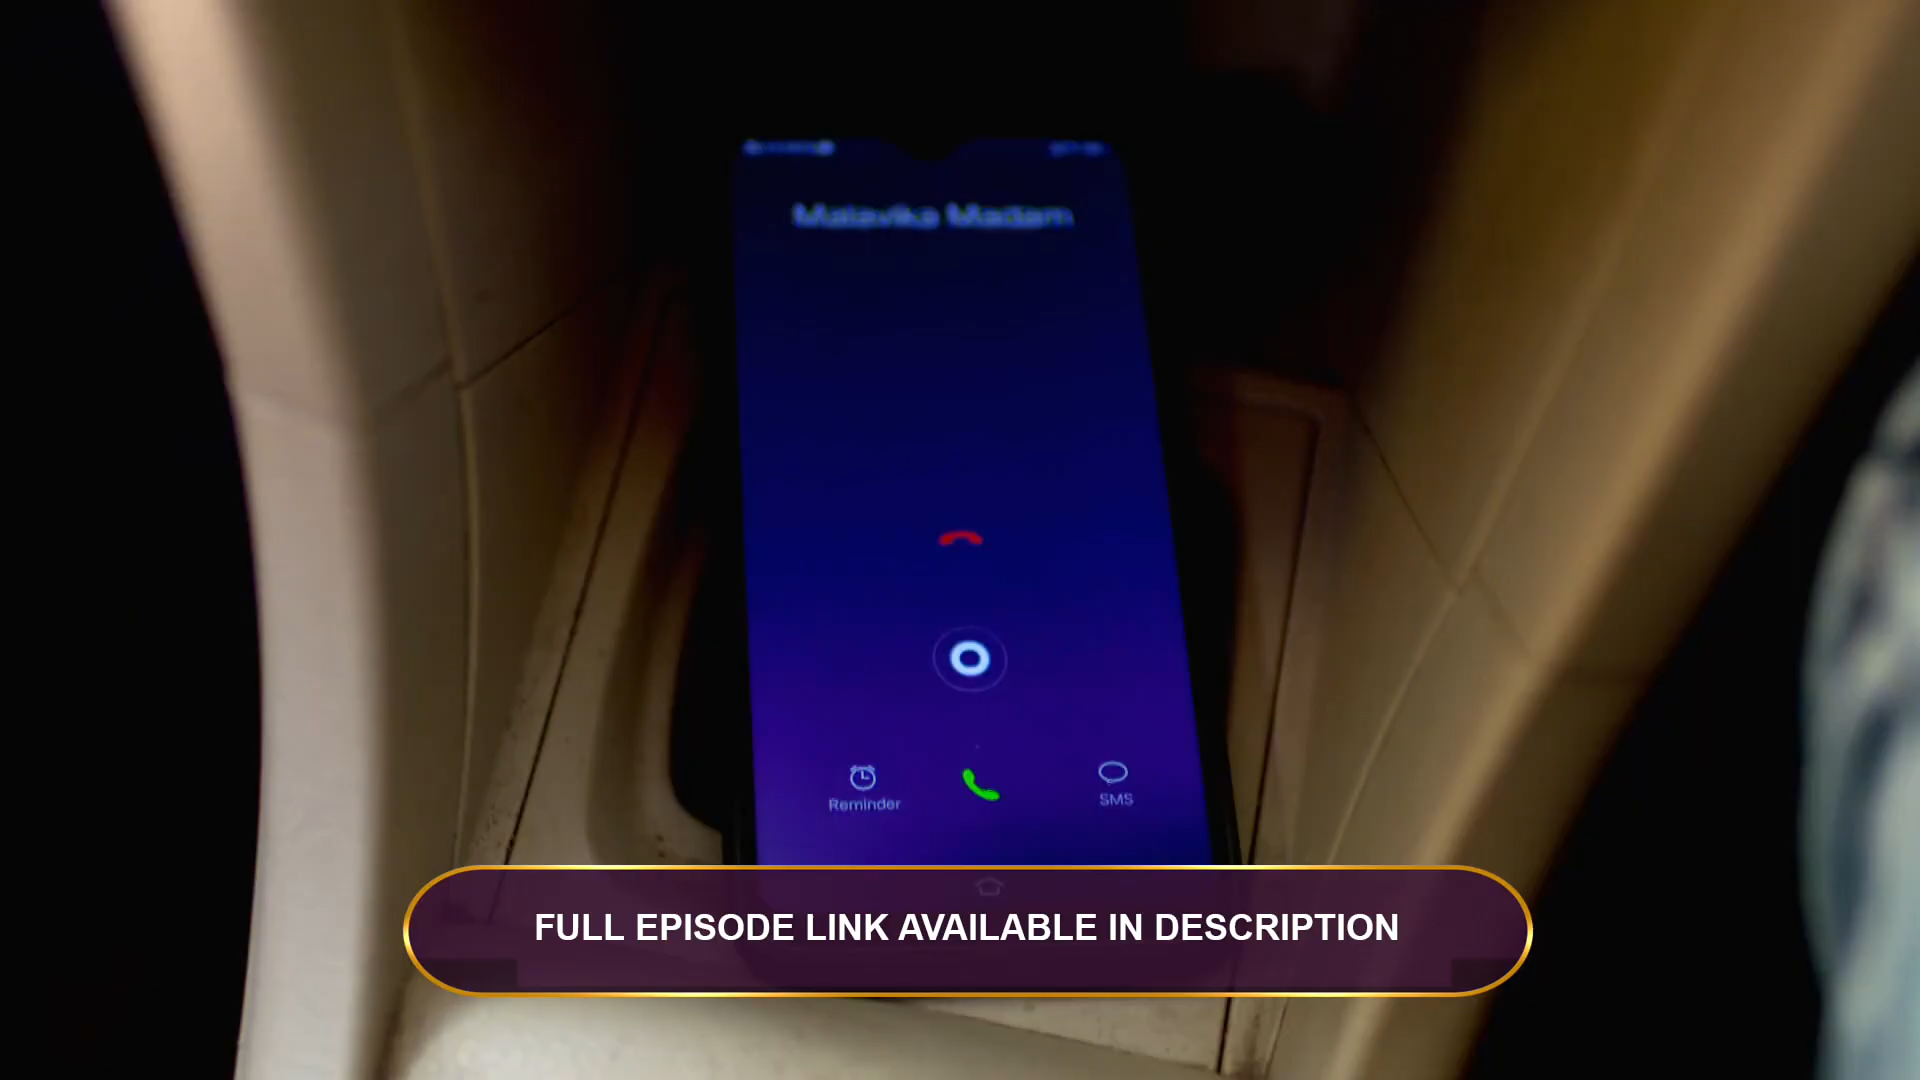 Malavika Madam
Reminder
SMS
FULL EPISODE LINK AVAILABLE IN DESCRIPTION